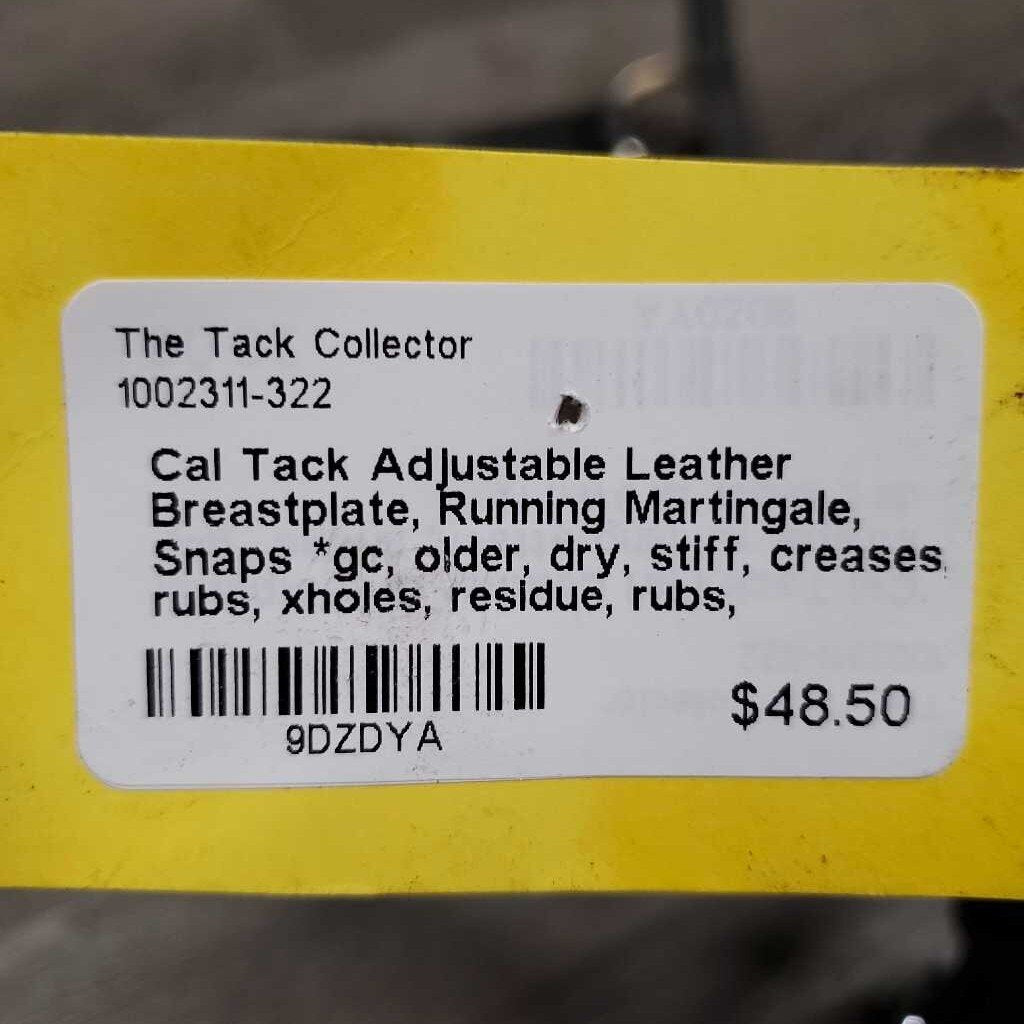 The Tack Collector
1002311-322
Cal Tack Adjustable Leather
Breastplate, Running Martingale,
Snaps *gc, older, dry, stiff, creases,
rubs, xholes, residue, rubs,
9DZDYA
$48.50